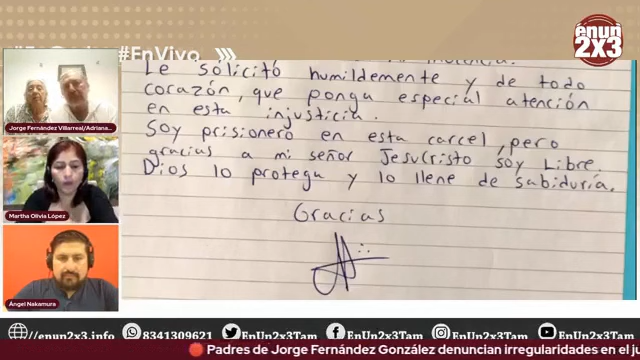 #EnVivo
enun
2x3
Le solicitó humildemente y de todo
corazón, que ponga especial atención
en esta injusticia.
Soy prisionero en esta carcel, pero
gracias a mi señor Jesucristo soy Libre.
Dios lo protega y lo llene de sabiduría.
Gracias
Jorge Fernández Villarreal/Adriana...
Martha Olivia López
Ángel Nakamura
//enun2x3.info 8341309621 EnUn2x3Tam EnUn2x3Tam EnUn2x3Tam EnUn2x3Tam
Padres de Jorge Fernández González denuncian irregularidades en el ju